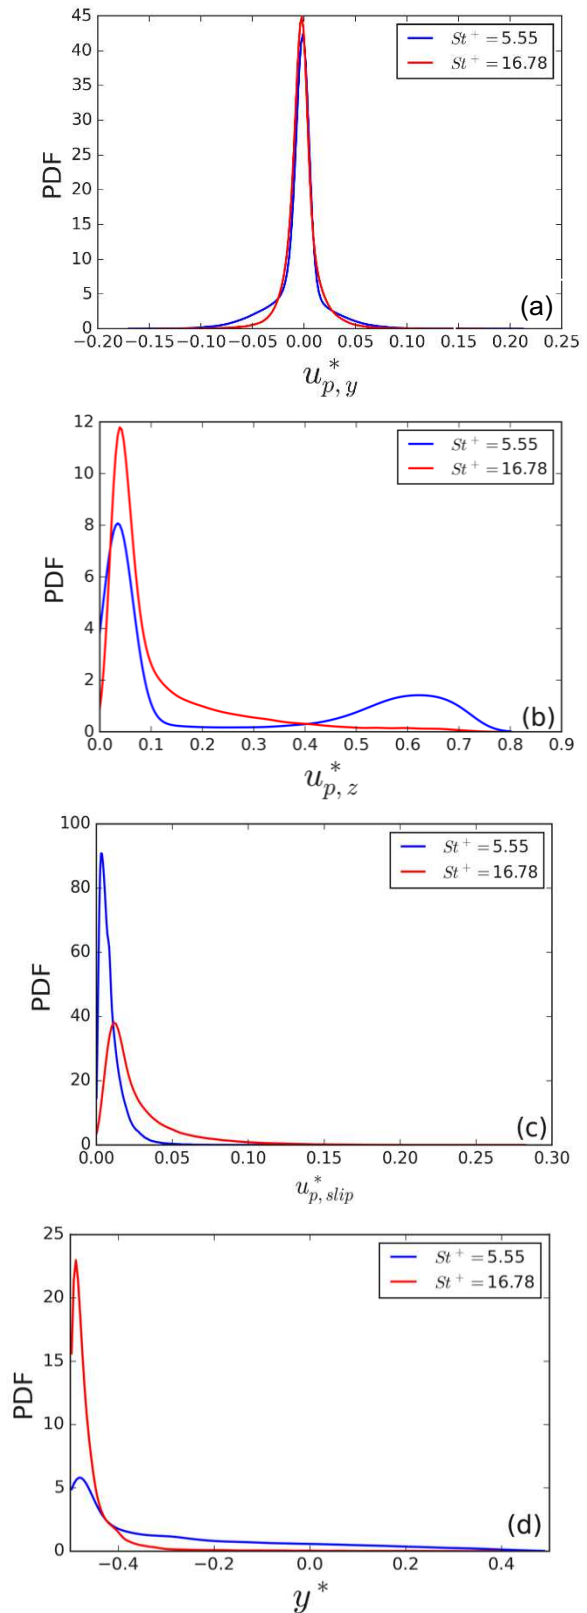 45
40
35
30
25
20
15
10
5
0
PDF
St⁺ = 5.55
St⁺ = 16.78
(a)
−0.20 −0.15 −0.10 −0.05 0.00 0.05 0.10 0.15 0.20 0.25
u*p, y
12
10
8
6
4
2
0
PDF
St⁺ = 5.55
St⁺ = 16.78
(b)
0.0 0.1 0.2 0.3 0.4 0.5 0.6 0.7 0.8 0.9
u*p, z
100
80
60
40
20
0
PDF
St⁺ = 5.55
St⁺ = 16.78
(c)
0.00 0.05 0.10 0.15 0.20 0.25 0.30
u*p, slip
25
20
15
10
5
0
PDF
St⁺ = 5.55
St⁺ = 16.78
(d)
−0.4 −0.2 0.0 0.2 0.4
y*